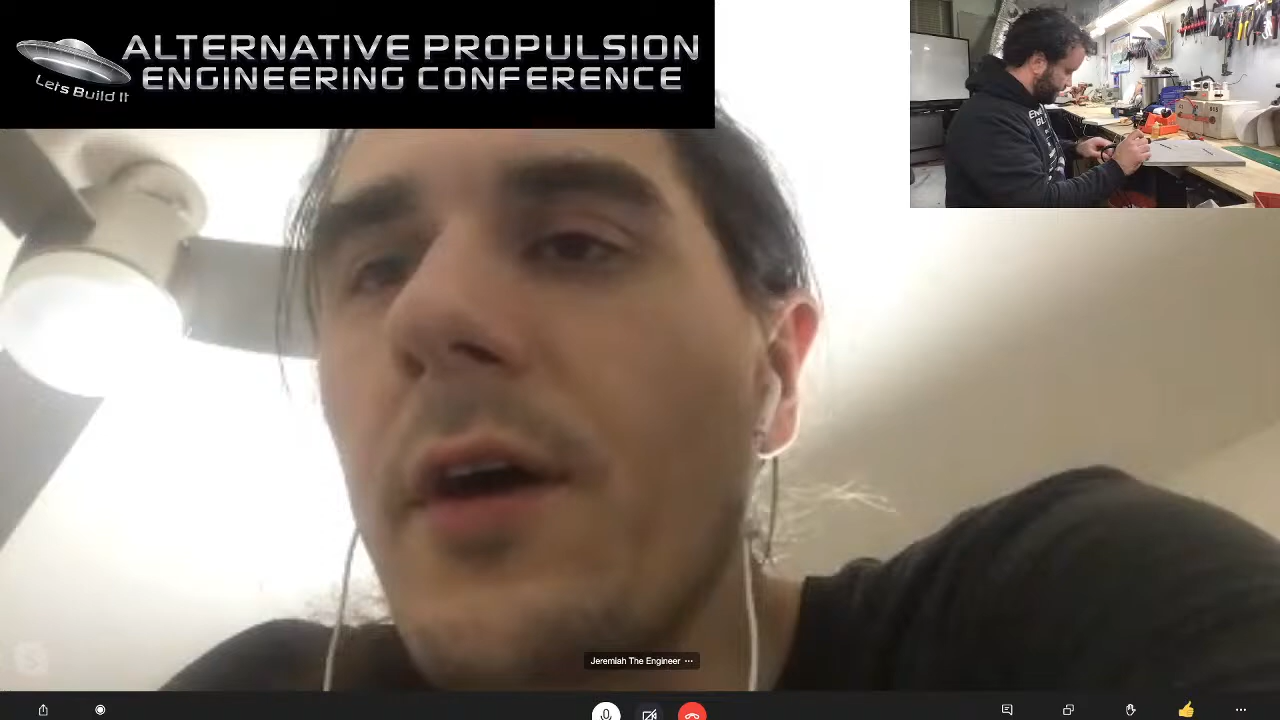 ALTERNATIVE PROPULSION
ENGINEERING CONFERENCE
Lets Build It
Jeremiah The Engineer